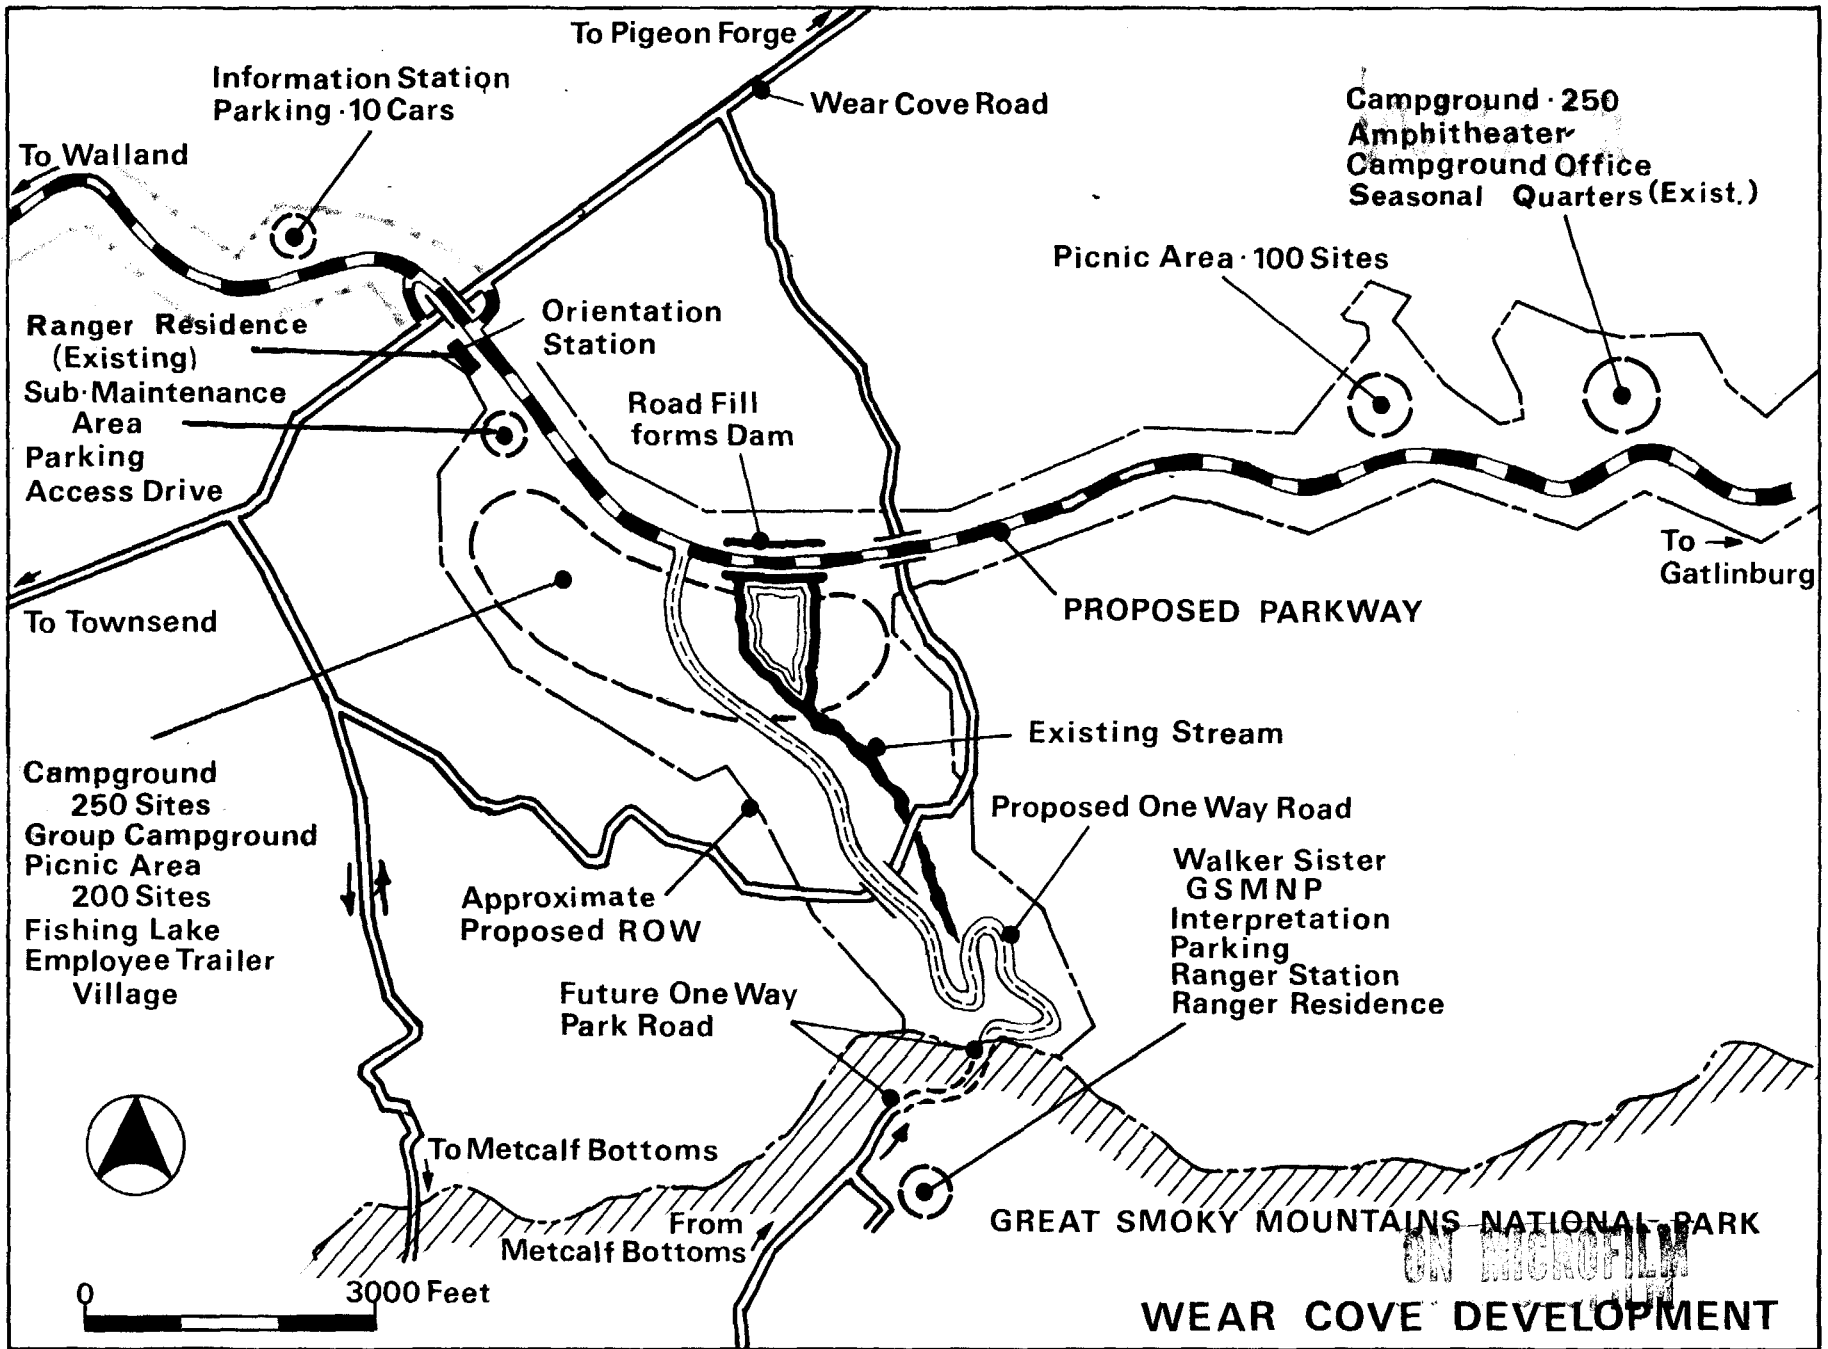 To Pigeon Forge
Information Station
Parking · 10 Cars
Wear Cove Road
Campground · 250
Amphitheater
Campground Office
Seasonal Quarters (Exist.)
To Walland
Picnic Area · 100 Sites
Ranger Residence
(Existing)
Sub·Maintenance
Area
Parking
Access Drive
Orientation
Station
Road Fill
forms Dam
To
Gatlinburg
To Townsend
PROPOSED PARKWAY
Existing Stream
Campground
250 Sites
Group Campground
Picnic Area
200 Sites
Fishing Lake
Employee Trailer
Village
Proposed One Way Road
Approximate
Proposed ROW
Walker Sister
GSMNP
Interpretation
Parking
Ranger Station
Ranger Residence
Future One Way
Park Road
To Metcalf Bottoms
From
Metcalf Bottoms
GREAT SMOKY MOUNTAINS NATIONAL PARK
ON MICROFILM
0 3000 Feet
WEAR COVE DEVELOPMENT